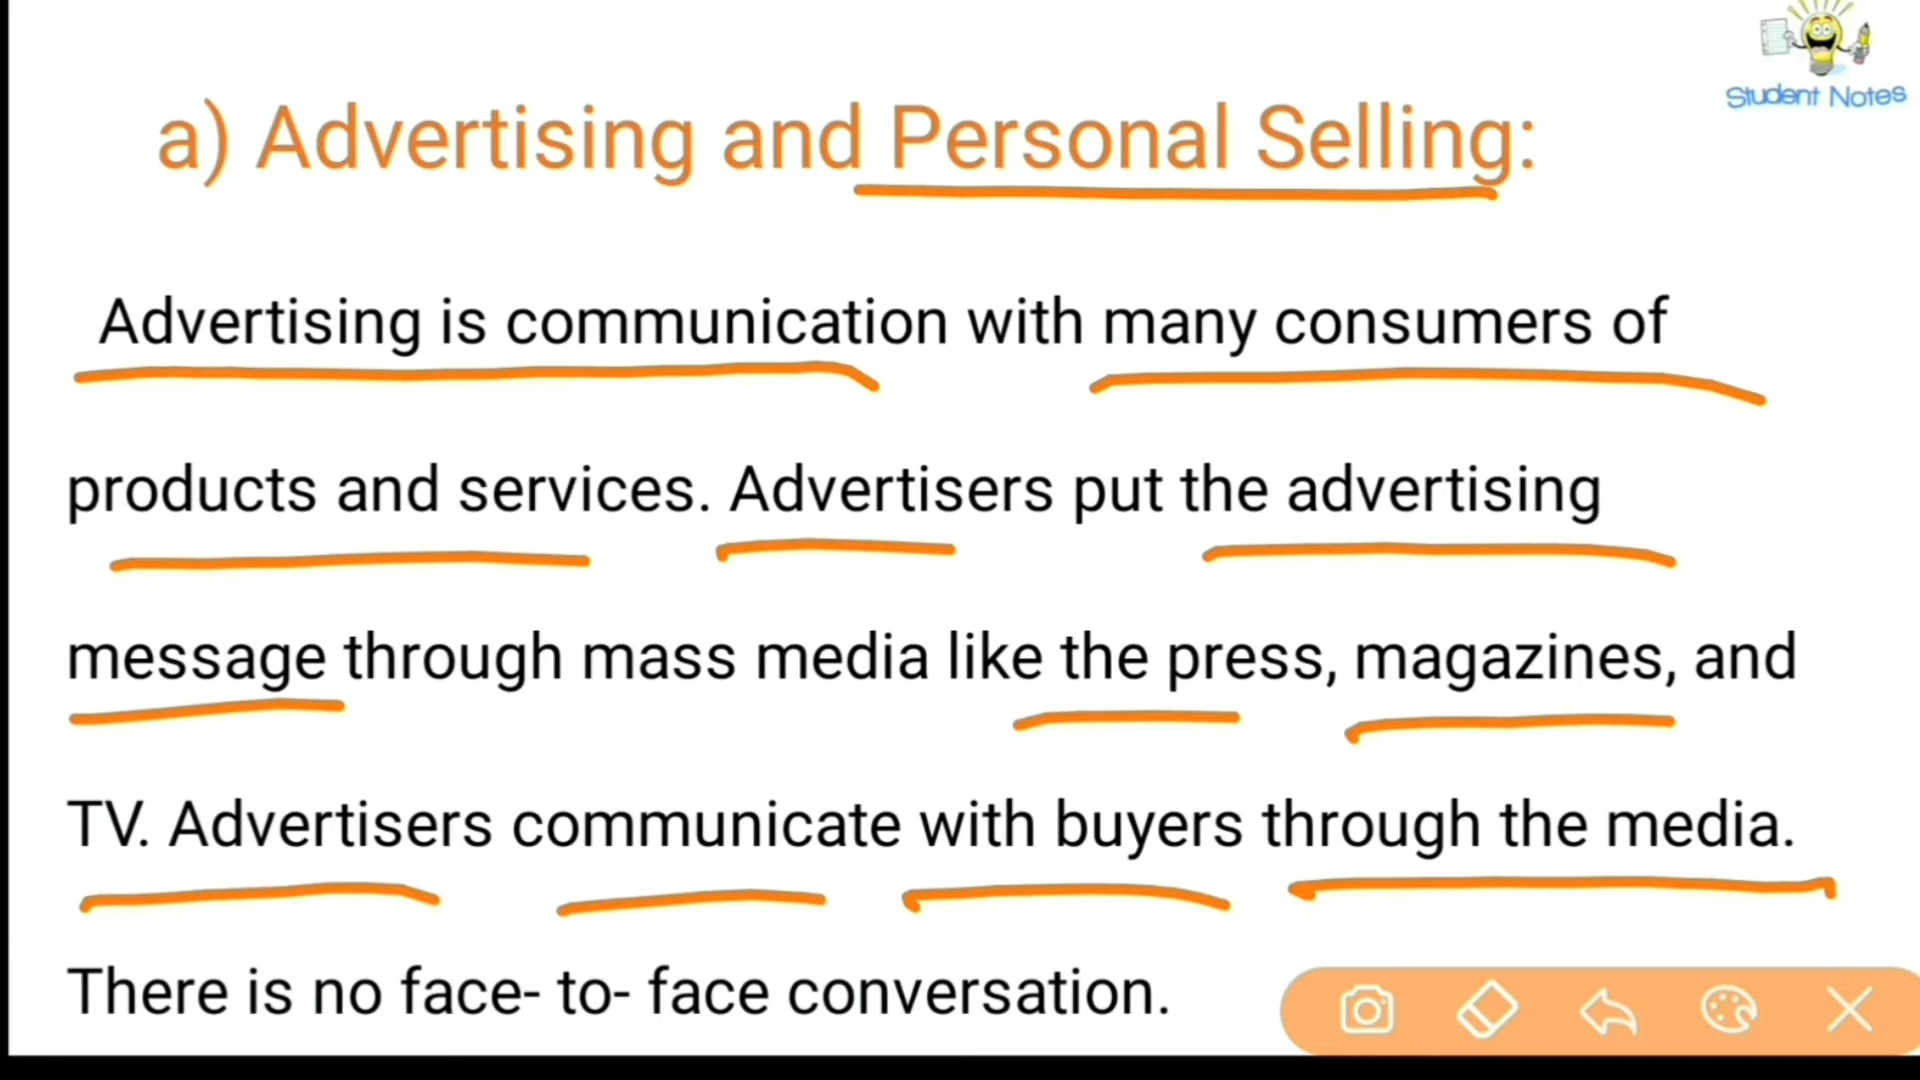 Student Notes
a) Advertising and Personal Selling:
Advertising is communication with many consumers of
products and services. Advertisers put the advertising
message through mass media like the press, magazines, and
TV. Advertisers communicate with buyers through the media.
There is no face- to- face conversation.